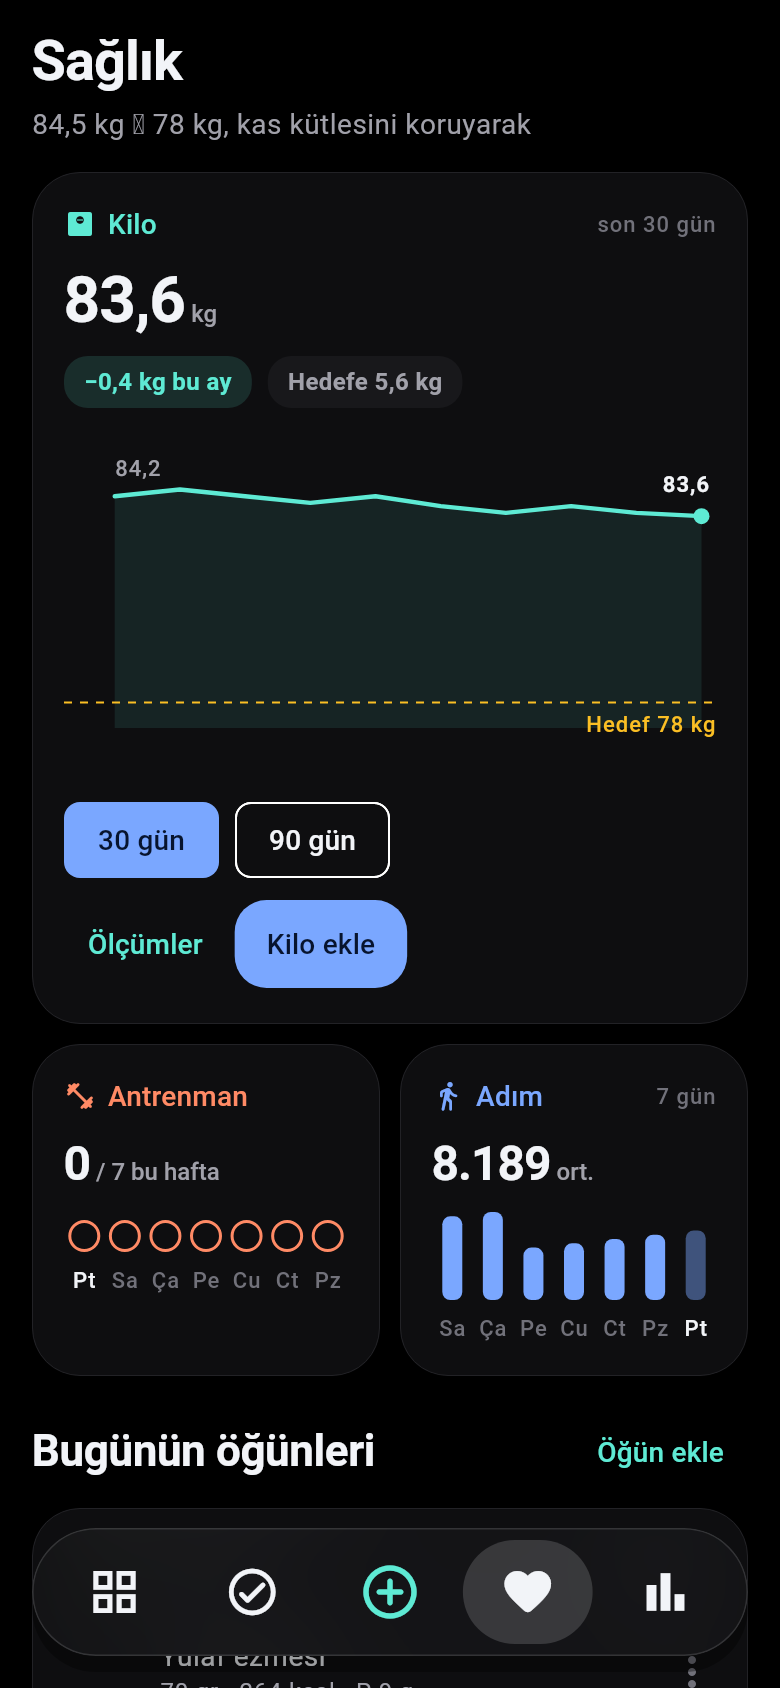 Sağlık
84,5 kg 78 kg, kas kütlesini koruyarak
Kilo
son 30 gün
83,6 kg
−0,4 kg bu ay
Hedefe 5,6 kg
84,2
83,6
Hedef 78 kg
30 gün
90 gün
Ölçümler
Kilo ekle
Antrenman
0 / 7 bu hafta
Pt Sa Ça Pe Cu Ct Pz
Adım
7 gün
8.189 ort.
Sa Ça Pe Cu Ct Pz Pt
Bugünün öğünleri
Öğün ekle
ezmesi